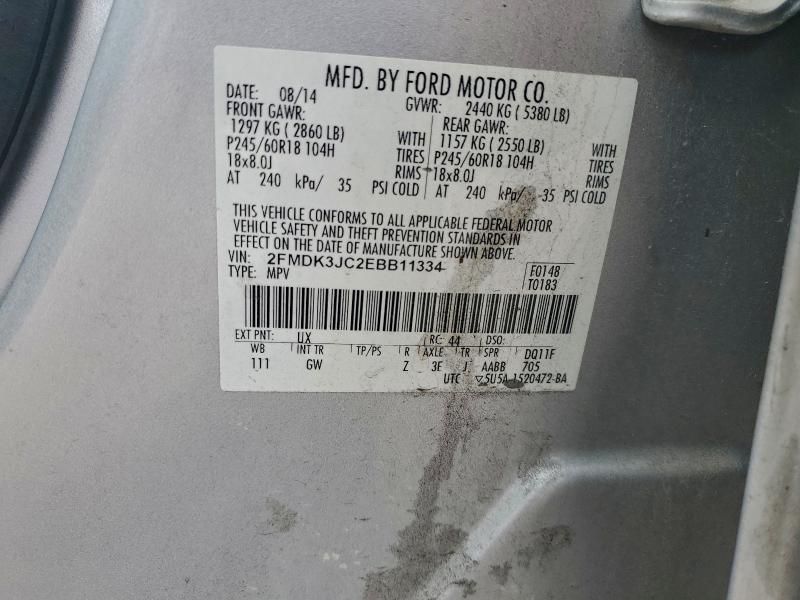 MFD. BY FORD MOTOR CO.
DATE: 08/14 GVWR: 2440 KG ( 5380 LB)
FRONT GAWR: REAR GAWR:
1297 KG ( 2860 LB) WITH 1157 KG ( 2550 LB) WITH
P245/60R18 104H TIRES P245/60R18 104H TIRES
18x8.0J RIMS 18x8.0J RIMS
AT 240 kPa/ 35 PSI COLD AT 240 kPa/ 35 PSI COLD
THIS VEHICLE CONFORMS TO ALL APPLICABLE FEDERAL MOTOR
VEHICLE SAFETY AND THEFT PREVENTION STANDARDS IN
EFFECT ON THE DATE OF MANUFACTURE SHOWN ABOVE.
VIN: 2FMDK3JC2EBB11334
TYPE: MPV
F0148
T0183
EXT PNT: UX RC: 44 DSO:
WB INT TR TP/PS R AXLE TR SPR DQ11F
111 GW Z 3E J AABB 705
UTC ▽5U5A-1520472-BA